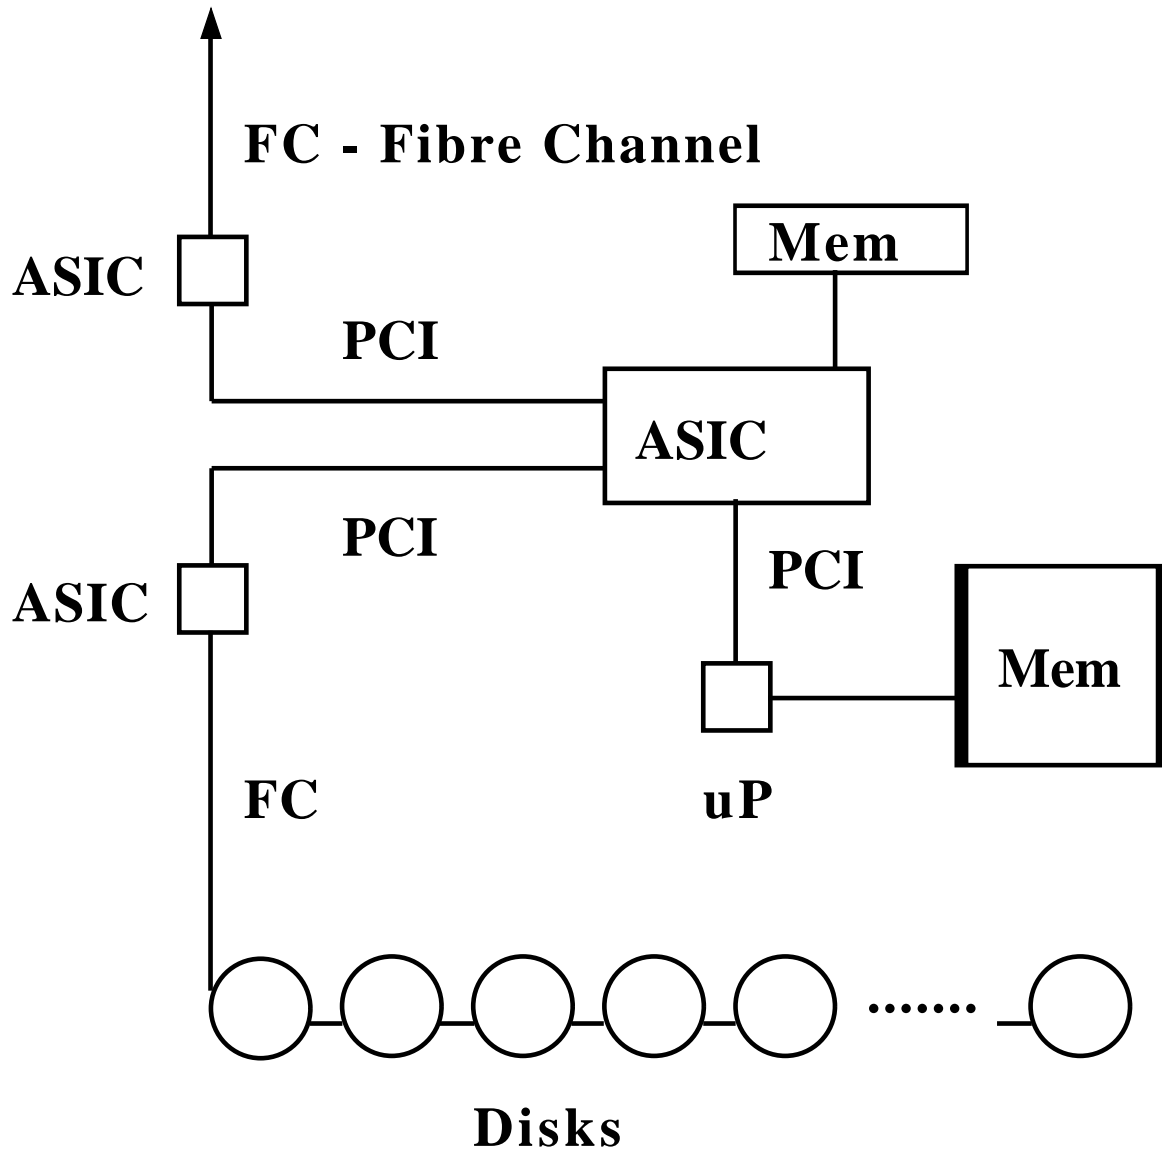 FC - Fibre Channel
Mem
ASIC
PCI
ASIC
PCI
PCI
ASIC
Mem
FC
uP
.......
Disks